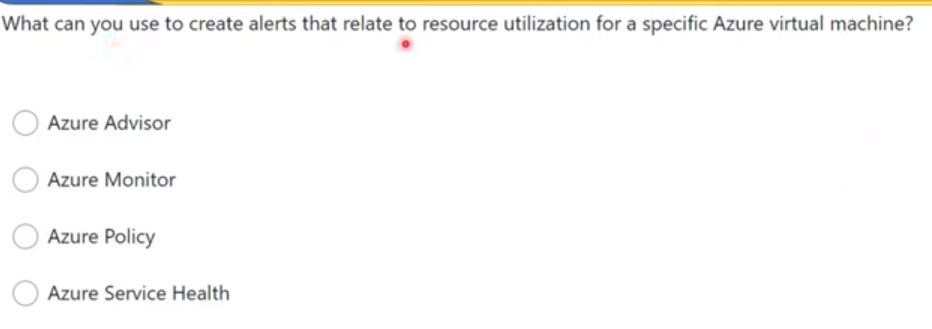 What can you use to create alerts that relate to resource utilization for a specific Azure virtual machine?
Azure Advisor
Azure Monitor
Azure Policy
Azure Service Health